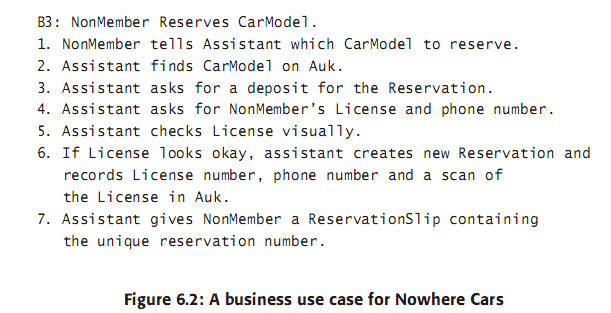 B3: NonMember Reserves CarModel.
1. NonMember tells Assistant which CarModel to reserve.
2. Assistant finds CarModel on Auk.
3. Assistant asks for a deposit for the Reservation.
4. Assistant asks for NonMember’s License and phone number.
5. Assistant checks License visually.
6. If License looks okay, assistant creates new Reservation and
records License number, phone number and a scan of
the License in Auk.
7. Assistant gives NonMember a ReservationSlip containing
the unique reservation number.
Figure 6.2: A business use case for Nowhere Cars